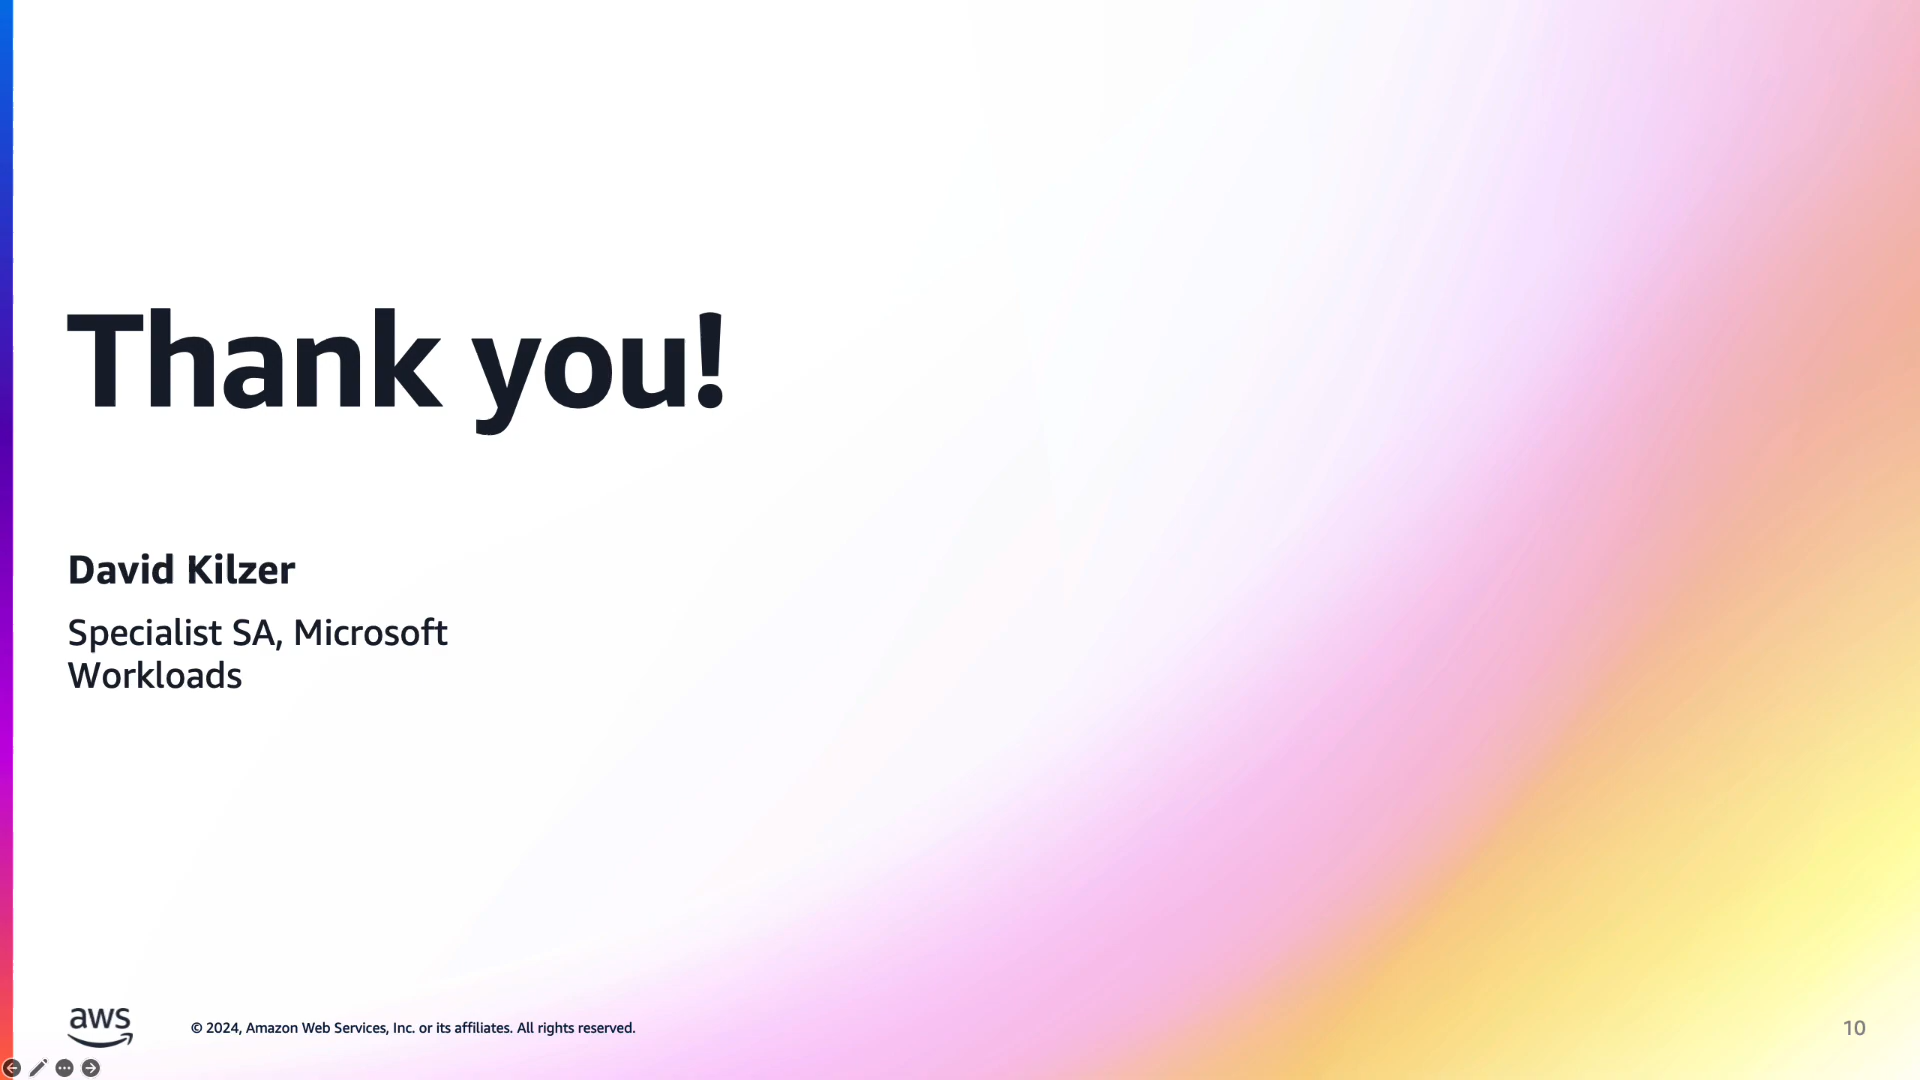 Thank you!
David Kilzer
Specialist SA, Microsoft
Workloads
aws
© 2024, Amazon Web Services, Inc. or its affiliates. All rights reserved.
10